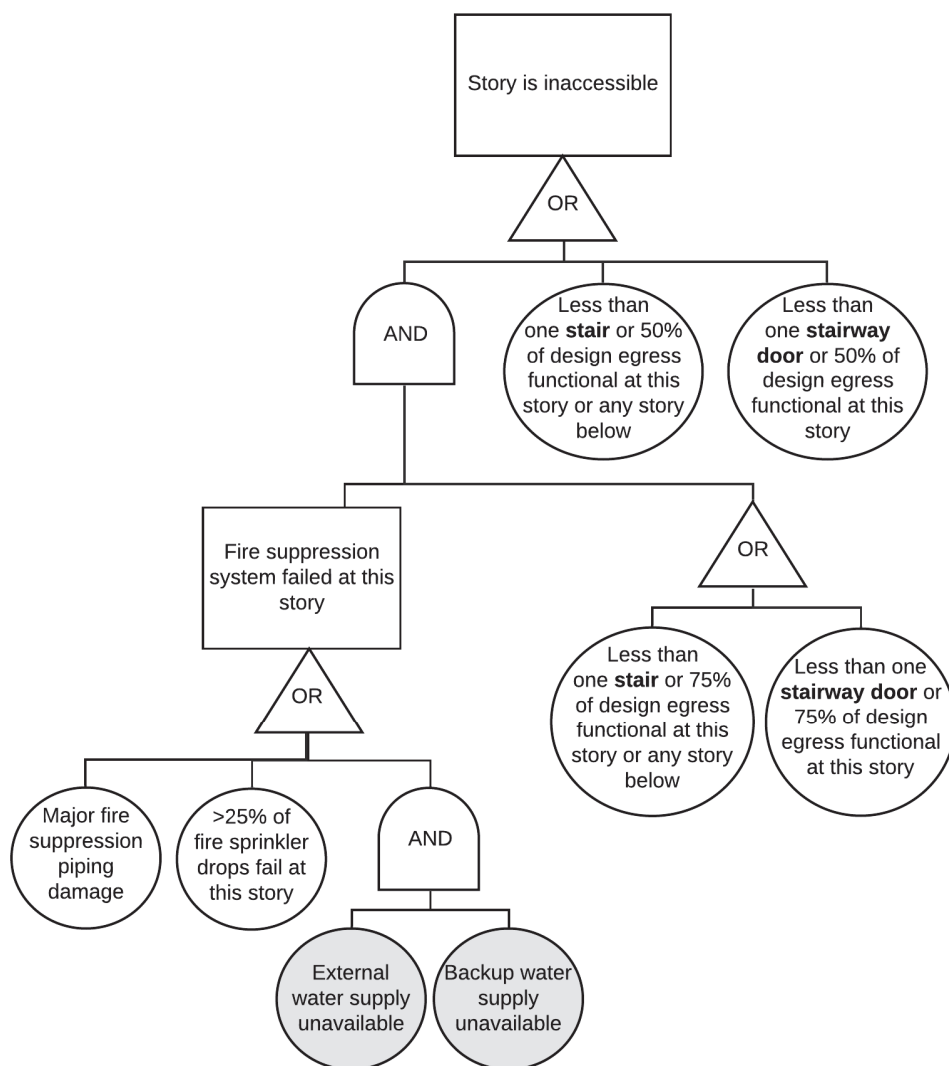 Story is inaccessible
OR
AND
Less than
one stair or 50%
of design egress
functional at this
story or any story
below
Less than
one stairway
door or 50% of
design egress
functional at this
story
Fire suppression
system failed at this
story
OR
OR
Less than
one stair or 75%
of design egress
functional at this
story or any story
below
Less than one
stairway door or
75% of design
egress functional
at this story
Major fire
suppression
piping
damage
>25% of
fire sprinkler
drops fail at
this story
AND
External
water supply
unavailable
Backup water
supply
unavailable